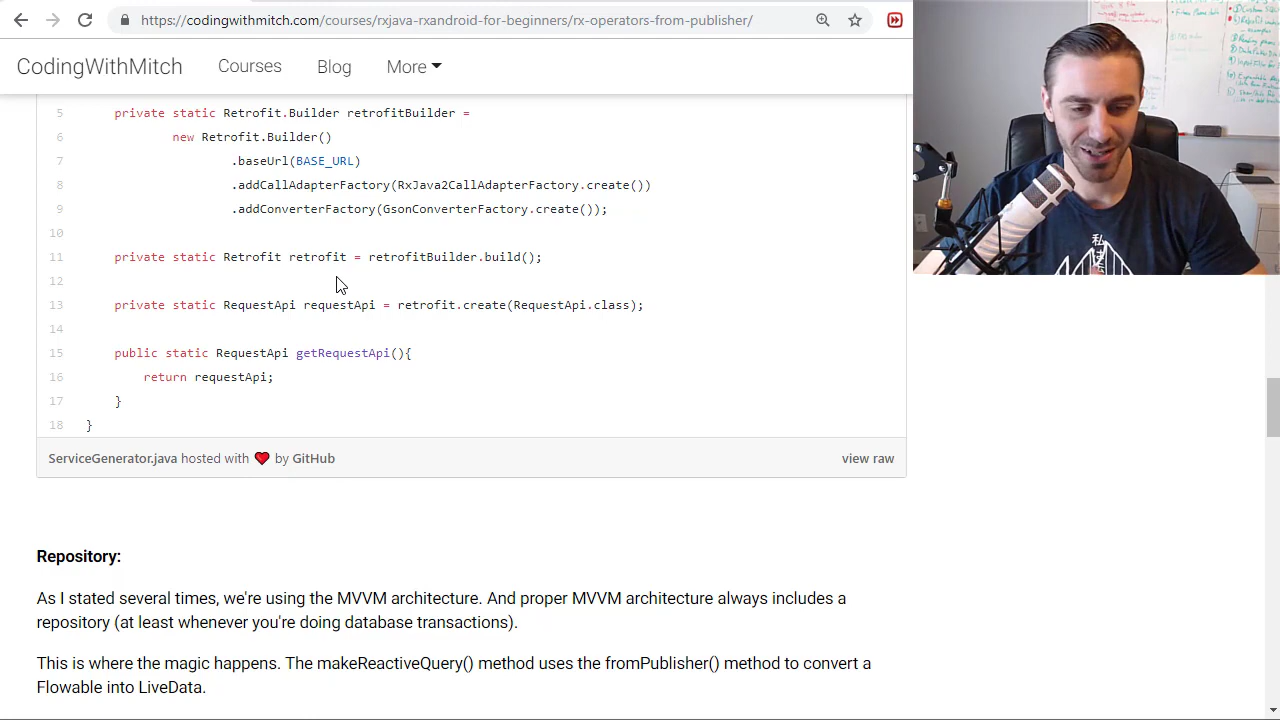 https://codingwithmitch.com/courses/rxjava-android-for-beginners/rx-operators-from-publisher/
CodingWithMitch Courses Blog More
5 private static Retrofit.Builder retrofitBuilder =
6 new Retrofit.Builder()
7 .baseUrl(BASE_URL)
8 .addCallAdapterFactory(RxJava2CallAdapterFactory.create())
9 .addConverterFactory(GsonConverterFactory.create());
10
11 private static Retrofit retrofit = retrofitBuilder.build();
12
13 private static RequestApi requestApi = retrofit.create(RequestApi.class);
14
15 public static RequestApi getRequestApi(){
16 return requestApi;
17 }
18 }
ServiceGenerator.java hosted with ❤ by GitHub view raw
Repository:
As I stated several times, we're using the MVVM architecture. And proper MVVM architecture always includes a
repository (at least whenever you're doing database transactions).
This is where the magic happens. The makeReactiveQuery() method uses the fromPublisher() method to convert a
Flowable into LiveData.
私